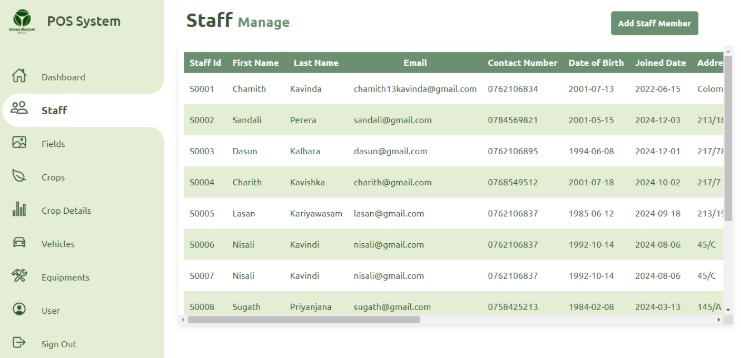 POS System
Green Shadow
Dashboard
Staff
Fields
Crops
Crop Details
Vehicles
Equipments
User
Sign Out
Staff Manage
Add Staff Member
Staff Id First Name Last Name Email Contact Number Date of Birth Joined Date Addre
S0001 Chamith Kavinda chamith13kavinda@gmail.com 0762106834 2001-07-13 2022-06-15 Colom
S0002 Sandali Perera sandali@gmail.com 0784569821 2001-05-15 2024-12-03 213/18
S0003 Dasun Kalhara dasun@gmail.com 0762106895 1994-06-08 2024-12-01 217/78
S0004 Charith Kavishka charith@gmail.com 0768549512 2001-07-18 2024-10-02 217/7
S0005 Lasan Kariyawasam lasan@gmail.com 0762106837 1985-06-12 2024-09-18 213/19
S0006 Nisali Kavindi nisali@gmail.com 0762106837 1992-10-14 2024-08-06 45/C
S0007 Nisali Kavindi nisali@gmail.com 0762106837 1992-10-14 2024-08-06 45/C
S0008 Sugath Priyanjana sugath@gmail.com 0758425213 1984-02-08 2024-03-13 145/A